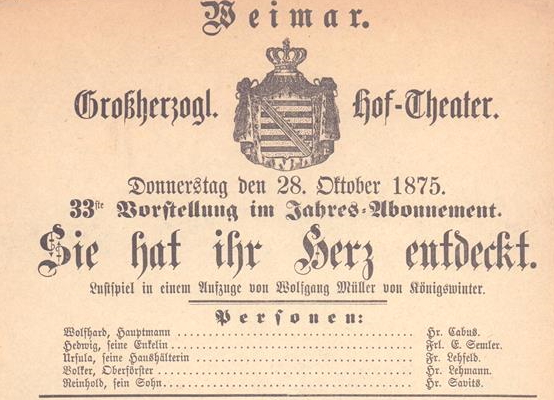 Weimar.
Großherzogl. Hof-Theater.
Donnerstag den 28. Oktober 1875.
33ste Vorstellung im Jahres-Abonnement.
Sie hat ihr Herz entdeckt.
Lustspiel in einem Aufzuge von Wolfgang Müller von Königswinter.
Personen:
Wolfhard, Hauptmann ........ Hr. Cabus.
Hedwig, seine Enkelin ........ Frl. E. Semler.
Ursula, seine Haushälterin ........ Fr. Lehfeld.
Volker, Oberförster ........ Hr. Lehmann.
Reinhold, sein Sohn ........ Hr. Savits.